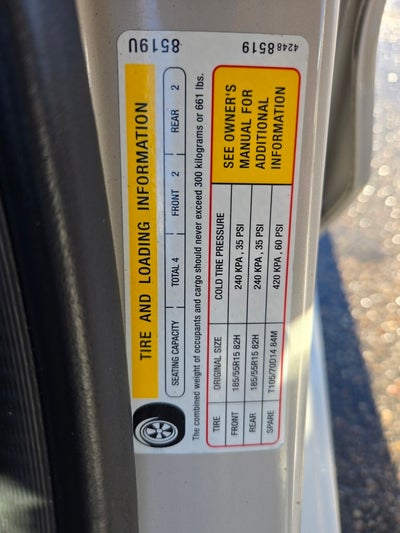 8519U
4248 8519
TIRE AND LOADING INFORMATION
SEATING CAPACITY TOTAL 4 FRONT 2 REAR 2
The combined weight of occupants and cargo should never exceed 300 kilograms or 661 lbs.
TIRE ORIGINAL SIZE COLD TIRE PRESSURE
FRONT 185/55R15 82H 240 KPA , 35 PSI
REAR 185/55R15 82H 240 KPA , 35 PSI
SPARE T105/70D14 84M 420 KPA , 60 PSI
SEE OWNER'S
MANUAL FOR
ADDITIONAL
INFORMATION